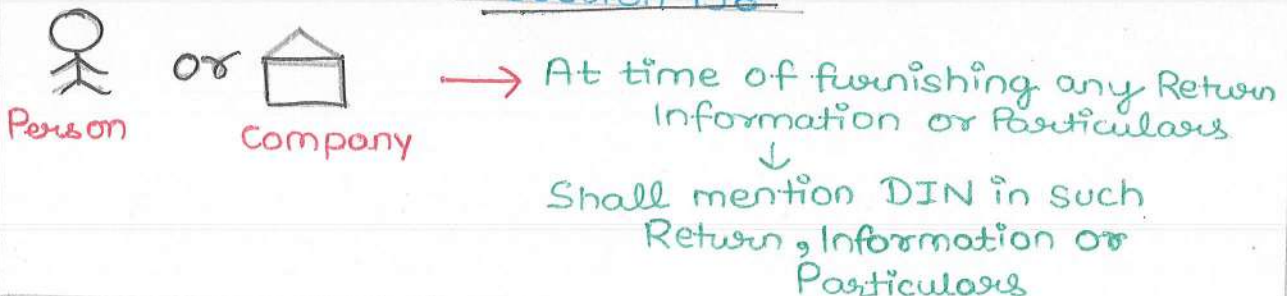 or
Person
Company
→ At time of furnishing any Return
Information or Particulars
↓
Shall mention DIN in such
Return, Information or
Particulars